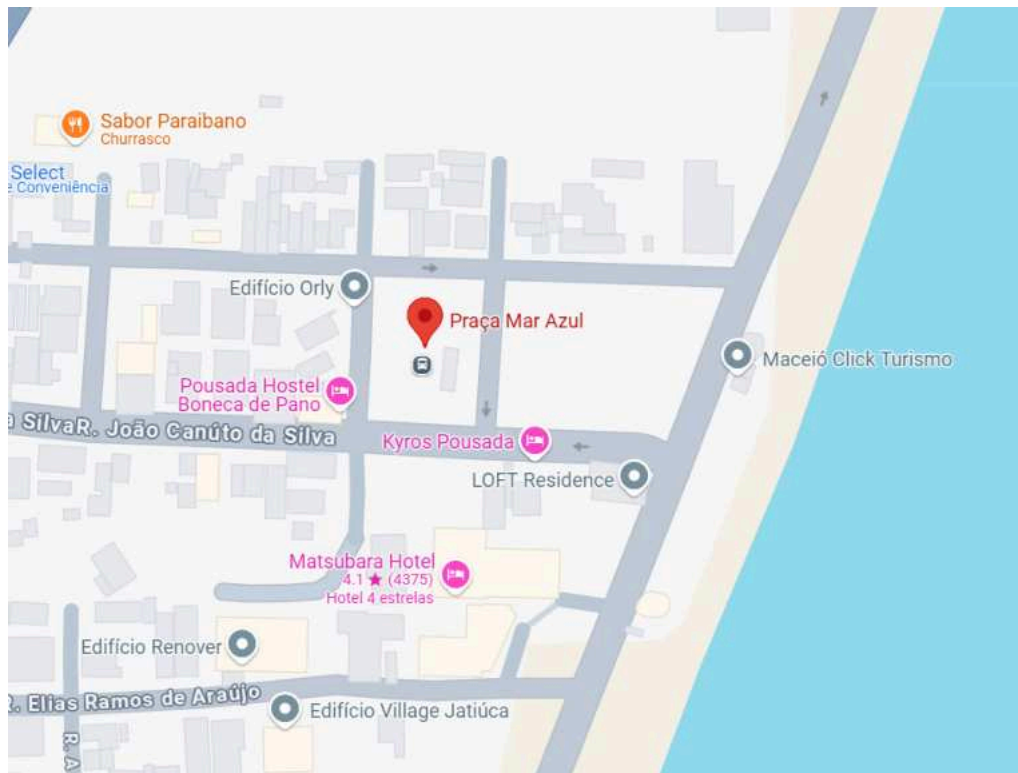 Sabor Paraibano
Churrasco
Select
e Conveniência
Edifício Orly
Praça Mar Azul
Maceió Click Turismo
Pousada Hostel
Boneca de Pano
a Silva
R. João Canúto da Silva
Kyros Pousada
LOFT Residence
Matsubara Hotel
4.1 ★ (4375)
Hotel 4 estrelas
Edifício Renover
R. Elias Ramos de Araújo
Edifício Village Jatiúca
R. A